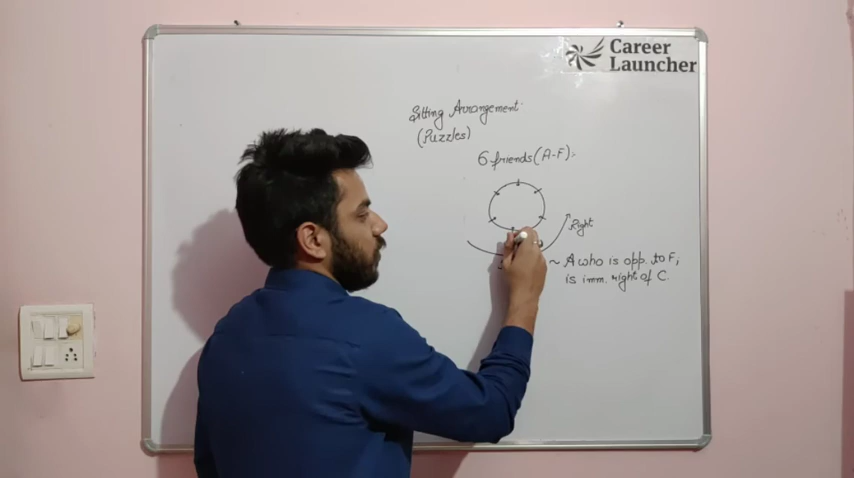 Career
Launcher
Sitting Arrangement
(Puzzles)
6 friends (A-F):
Right
~ A who is opp. to F,
is imm. right of C.